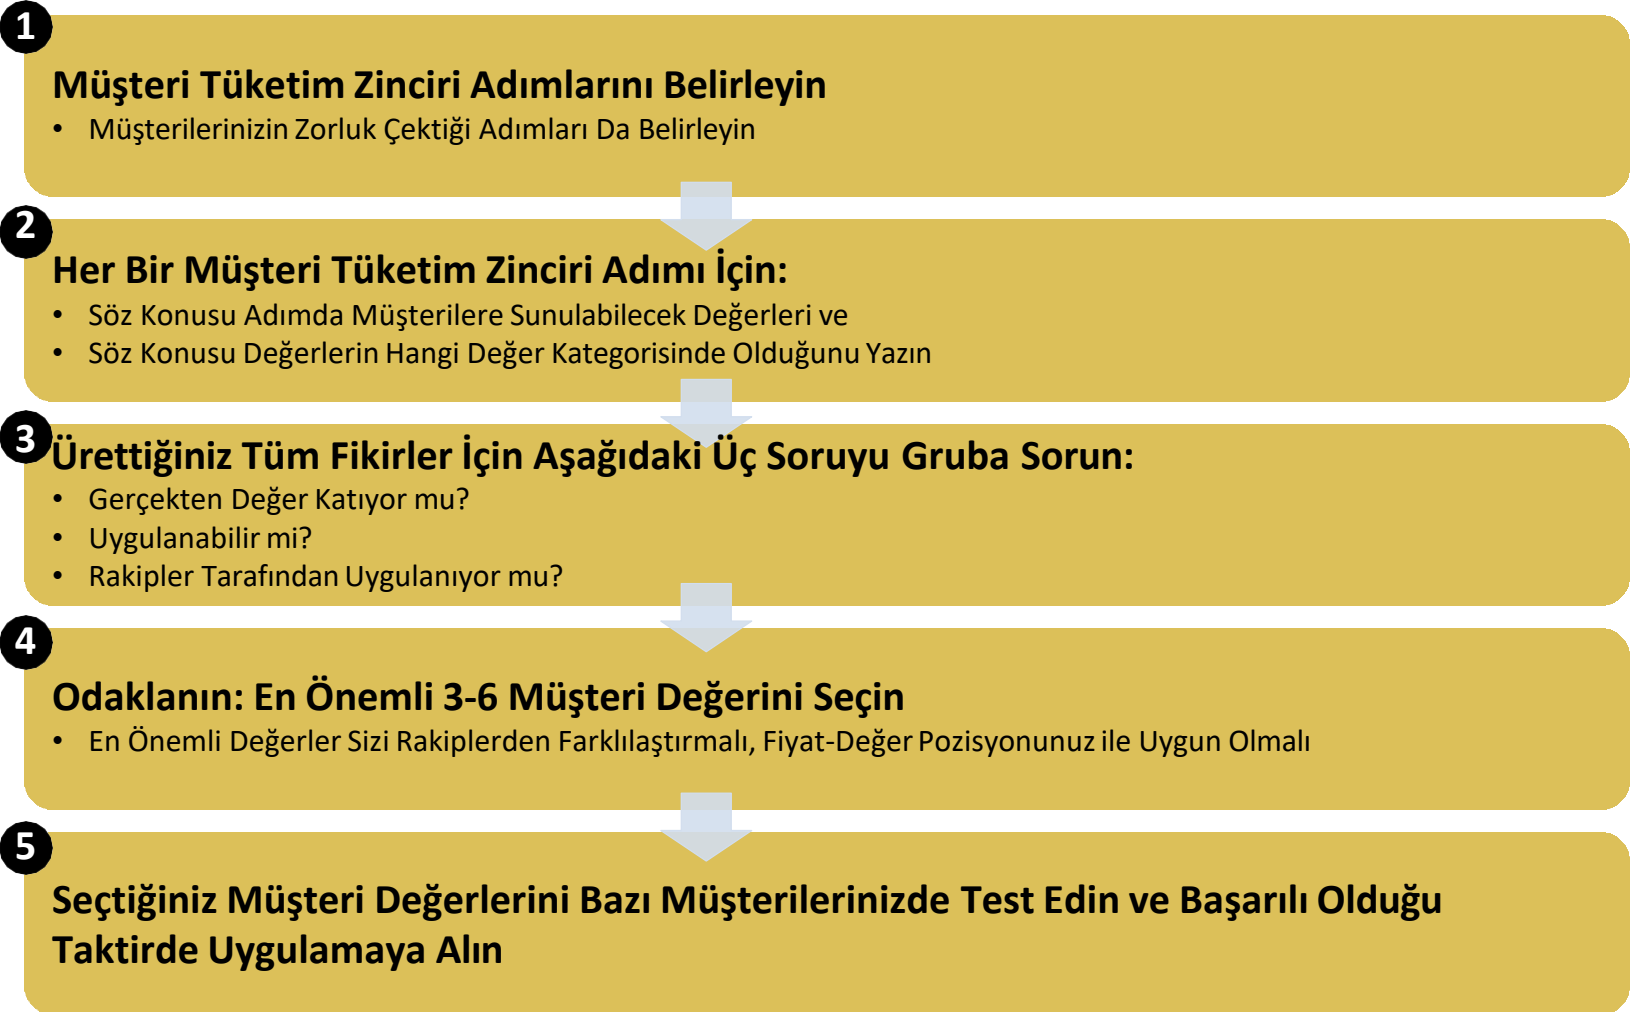 1
Müşteri Tüketim Zinciri Adımlarını Belirleyin
• Müşterilerinizin Zorluk Çektiği Adımları Da Belirleyin
2
Her Bir Müşteri Tüketim Zinciri Adımı İçin:
• Söz Konusu Adımda Müşterilere Sunulabilecek Değerleri ve
• Söz Konusu Değerlerin Hangi Değer Kategorisinde Olduğunu Yazın
3
Ürettiğiniz Tüm Fikirler İçin Aşağıdaki Üç Soruyu Gruba Sorun:
• Gerçekten Değer Katıyor mu?
• Uygulanabilir mi?
• Rakipler Tarafından Uygulanıyor mu?
4
Odaklanın: En Önemli 3-6 Müşteri Değerini Seçin
• En Önemli Değerler Sizi Rakiplerden Farklılaştırmalı, Fiyat-Değer Pozisyonunuz ile Uygun Olmalı
5
Seçtiğiniz Müşteri Değerlerini Bazı Müşterilerinizde Test Edin ve Başarılı Olduğu
Taktirde Uygulamaya Alın